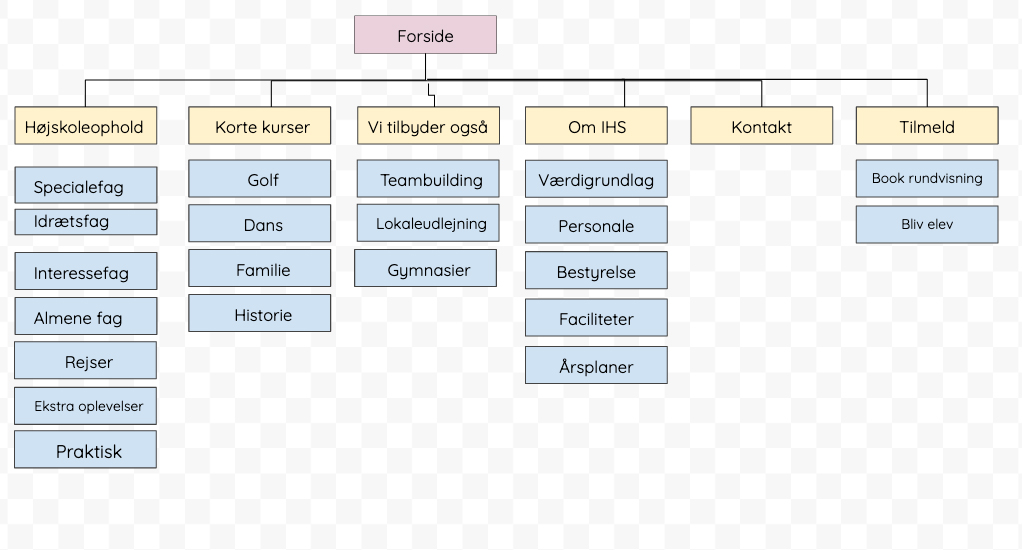 Forside
Højskoleophold
Korte kurser
Vi tilbyder også
Om IHS
Kontakt
Tilmeld
Specialefag
Idrætsfag
Interessefag
Almene fag
Rejser
Ekstra oplevelser
Praktisk
Golf
Dans
Familie
Historie
Teambuilding
Lokaleudlejning
Gymnasier
Værdigrundlag
Personale
Bestyrelse
Faciliteter
Årsplaner
Book rundvisning
Bliv elev